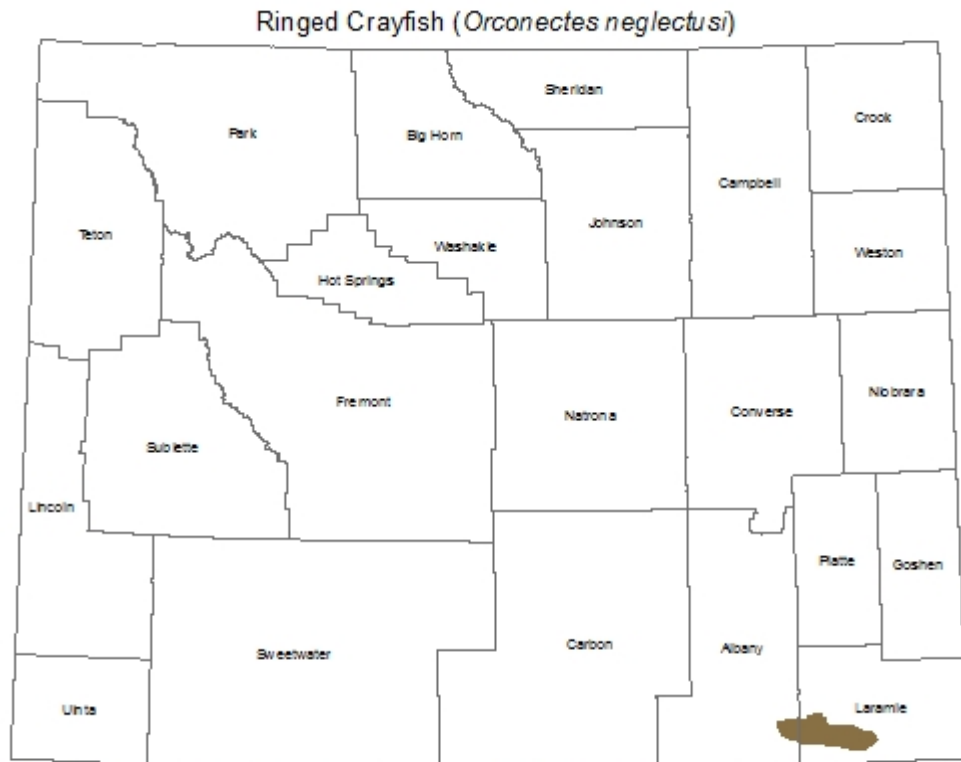 Ringed Crayfish (Orconectes neglectusi)
Sheridan
Crook
Park
Big Horn
Campbell
Johnson
Teton
Washakie
Weston
Hot Springs
Niobrara
Fremont
Converse
Natrona
Sublette
Lincoln
Platte
Goshen
Carbon
Albany
Sweetwater
Uinta
Laramie